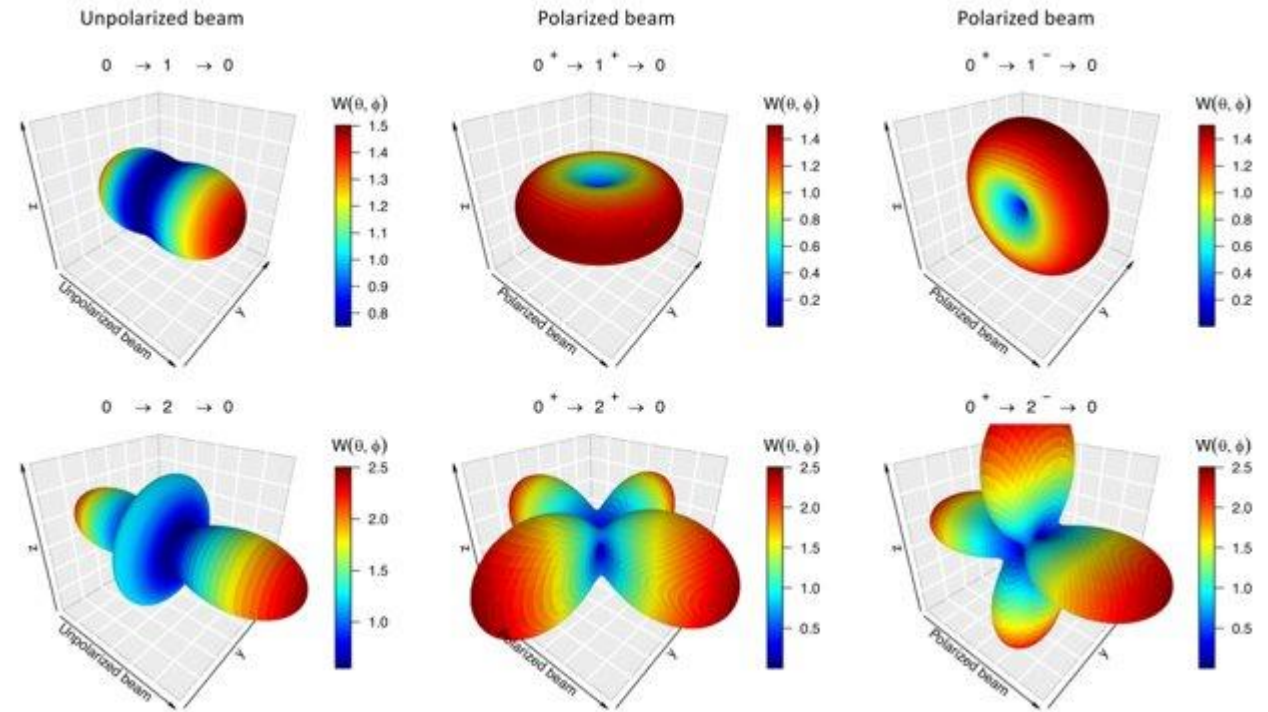 Unpolarized beam
Polarized beam
Polarized beam
0 → 1 → 0
0 + → 1 + → 0
0 + → 1 − → 0
W(θ, ϕ)
1.5
1.4
1.3
1.2
1.1
1.0
0.9
0.8
z
Unpolarized beam
y
W(θ, ϕ)
1.4
1.2
1.0
0.8
0.6
0.4
0.2
z
Polarized beam
y
W(θ, ϕ)
1.4
1.2
1.0
0.8
0.6
0.4
0.2
z
Polarized beam
y
0 → 2 → 0
0 + → 2 + → 0
0 + → 2 − → 0
W(θ, ϕ)
2.5
2.0
1.5
1.0
z
Unpolarized beam
y
W(θ, ϕ)
2.5
2.0
1.5
1.0
0.5
z
Polarized beam
y
W(θ, ϕ)
2.5
2.0
1.5
1.0
0.5
z
Polarized beam
y